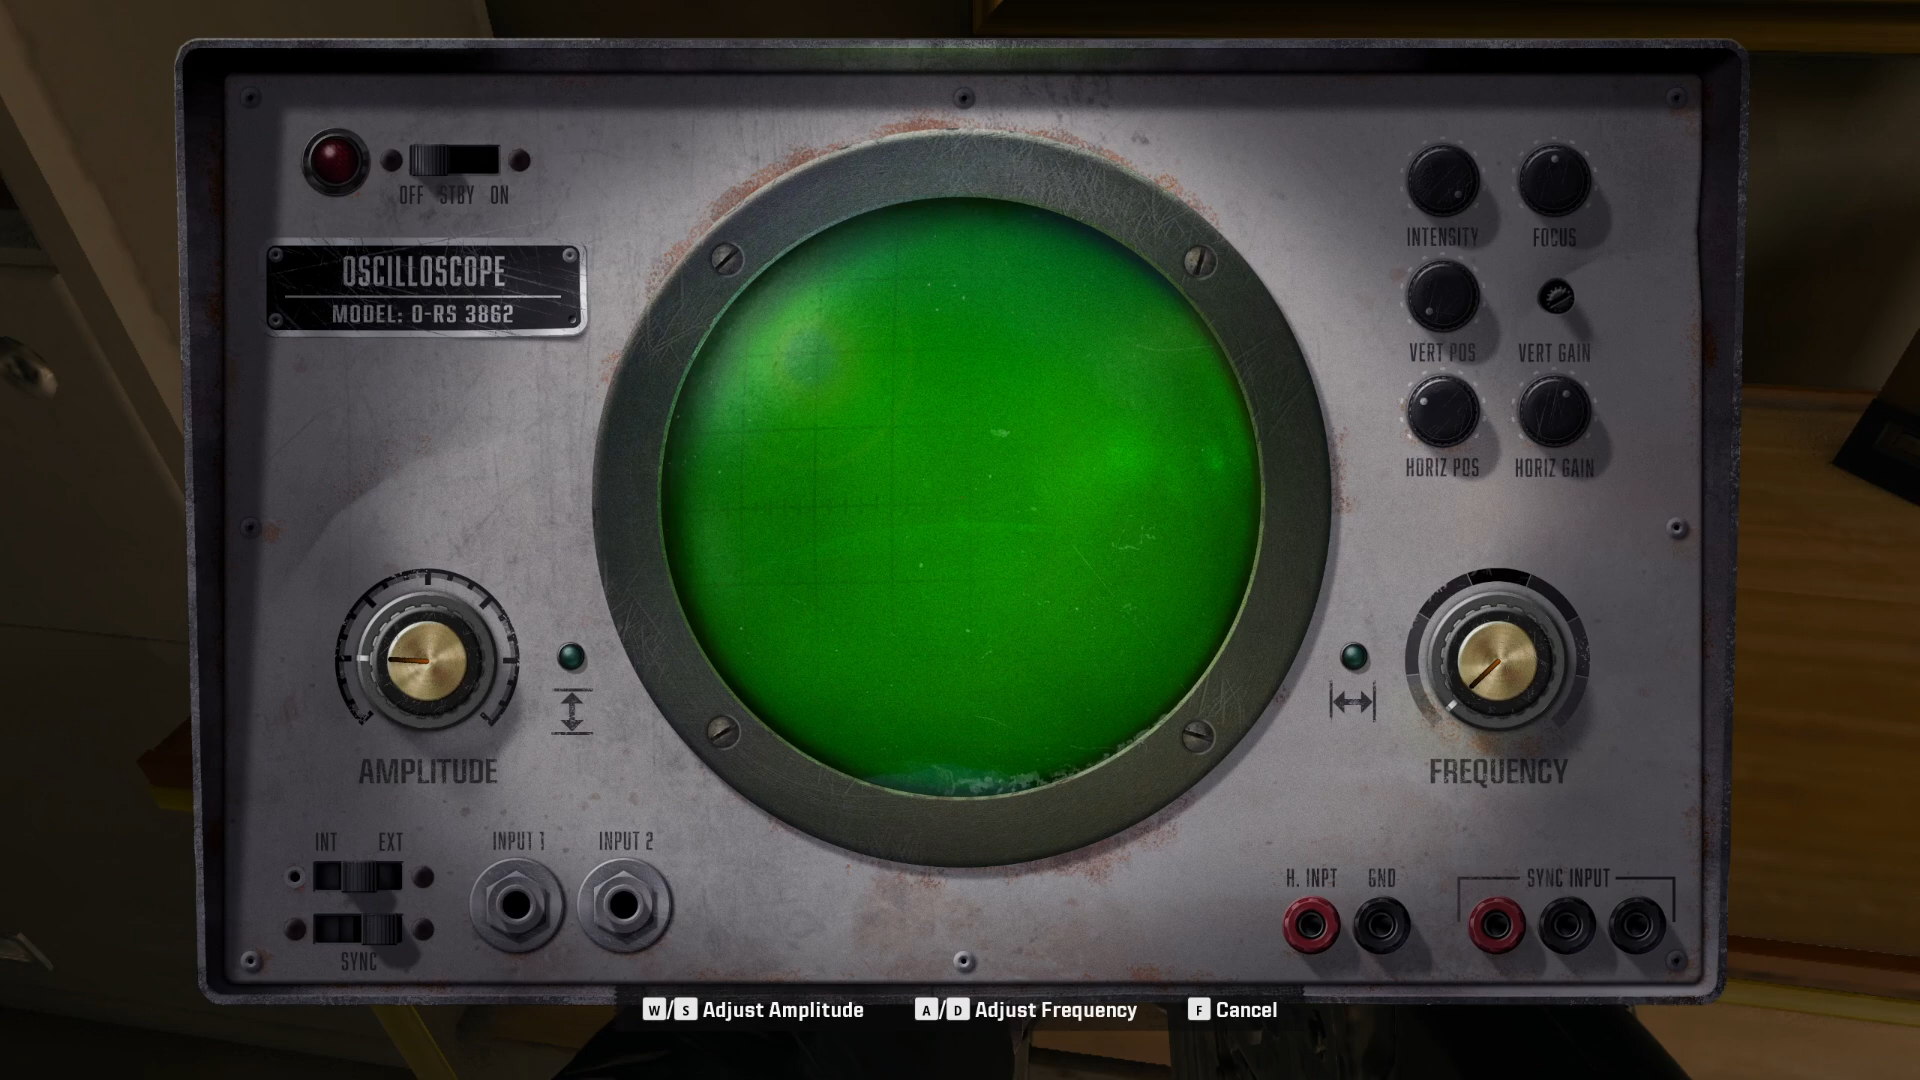 OFF STBY ON
OSCILLOSCOPE
MODEL: O-RS 3862
INTENSITY FOCUS
VERT POS VERT GAIN
HORIZ POS HORIZ GAIN
AMPLITUDE
FREQUENCY
INT EXT
SYNC
INPUT 1 INPUT 2
H. INPT GND
SYNC INPUT
W/S Adjust Amplitude A/D Adjust Frequency F Cancel